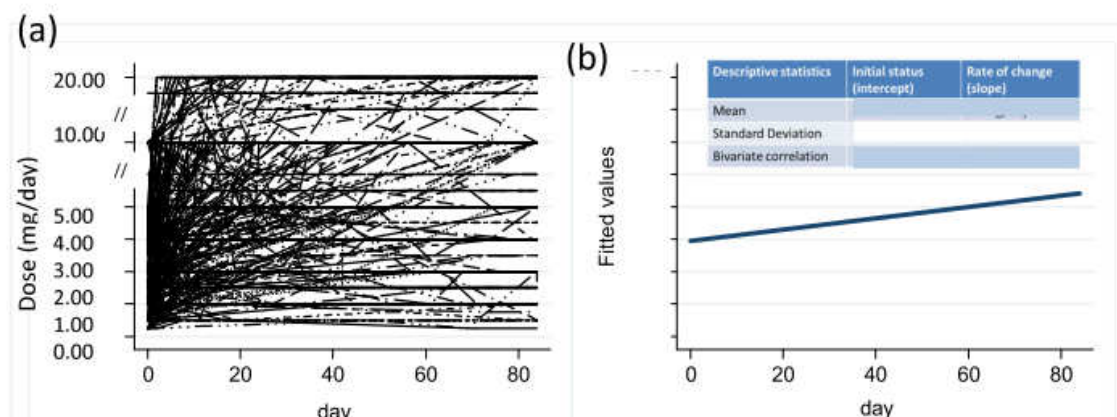 (a)
20.00
//
10.00
//
5.00
4.00
3.00
2.00
1.00
0.00
Dose (mg/day)
0 20 40 60 80
day
(b)
Descriptive statistics Initial status (intercept) Rate of change (slope)
Mean
Standard Deviation
Bivariate correlation
Fitted values
0 20 40 60 80
day